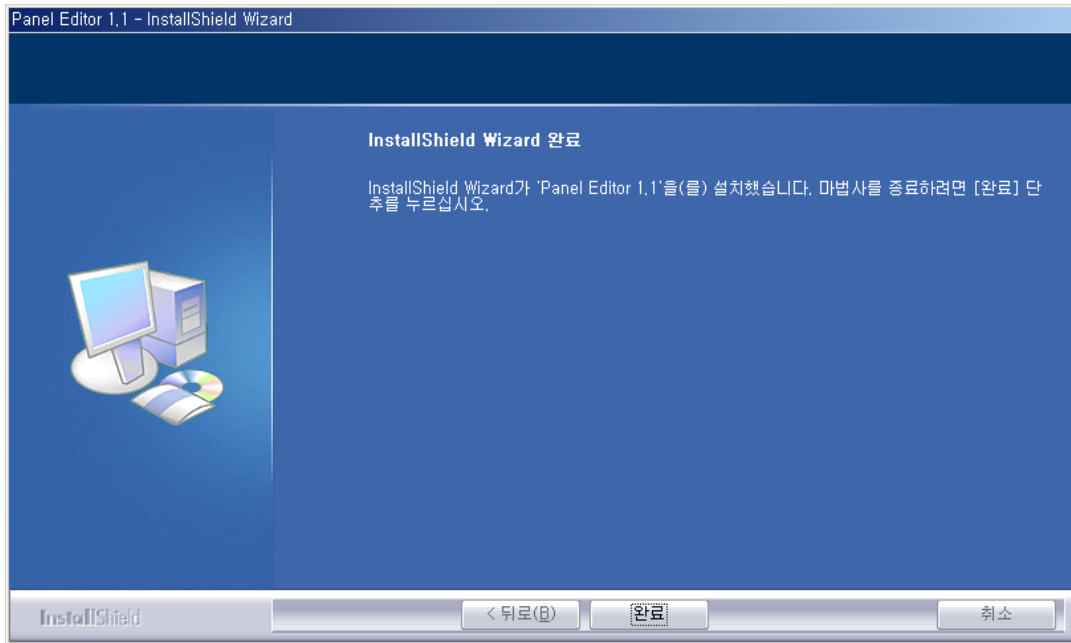 Panel Editor 1.1 - InstallShield Wizard
InstallShield ₩izard 완료
InstallShield Wizard가 'Panel Editor 1.1'을(를) 설치했습니다. 마법사를 종료하려면 [완료] 단
추를 누르십시오.
InstallShield
< 뒤로(B)
완료
취소